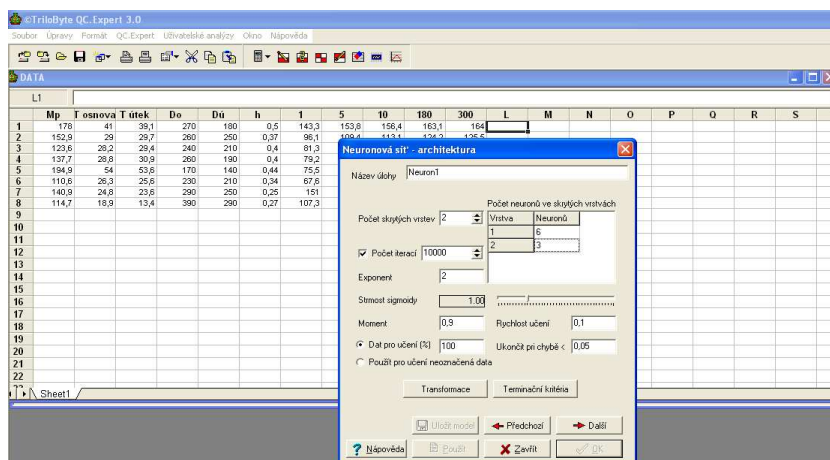 ©TriloByte QC.Expert 3.0
Soubor Úpravy Formát QC.Expert Uživatelské analýzy Okno Nápověda
DATA
L1
Mp T osnova T útek Do Dú h 1 5 10 180 300 L M N O P Q R S
1 178 41 39,1 270 180 0,5 143,3 153,8 156,4 163,1 164
2 152,9 29 29,7 260 250 0,37 96,1 109,4 113,1 124,2 125,5
3 123,6 28,2 29,4 240 210 0,4 81,3
4 137,7 28,8 30,9 260 190 0,4 79,2
5 194,9 54 53,6 170 140 0,44 75,5
6 110,6 26,3 25,6 230 210 0,34 67,6
7 140,9 24,8 23,6 290 250 0,25 151
8 114,7 18,9 13,4 390 290 0,27 107,3
9
10
11
12
13
14
15
16
17
18
19
20
21
22
Sheet1
Neuronová síť - architektura
Název úlohy Neuron1
Počet neuronů ve skrytých vrstvách
Počet skrytých vrstev 2 Vrstva Neuronů
1 6
2 3
Počet iterací 10000
Exponent 2
Strmost sigmoidy 1.00
Moment 0,9 Rychlost učení 0,1
Dat pro učení (%) 100 Ukončit při chybě < 0,05
Použít pro učení neoznačená data
Transformace Terminační kritéria
Uložit model Předchozí Další
Nápověda Použít Zavřít OK